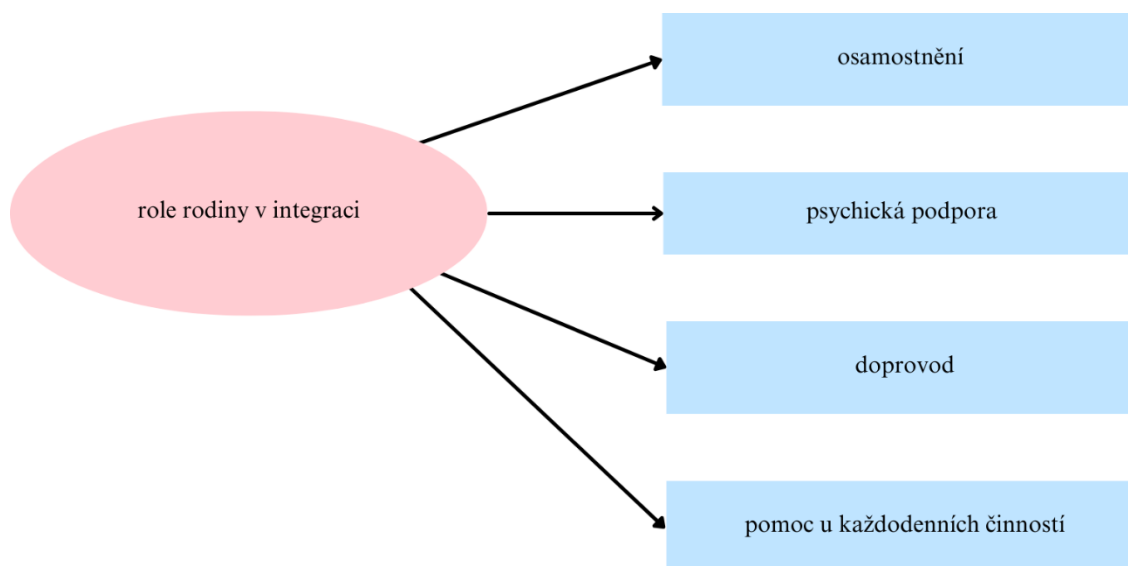 osamostnění
role rodiny v integraci
psychická podpora
doprovod
pomoc u každodenních činností